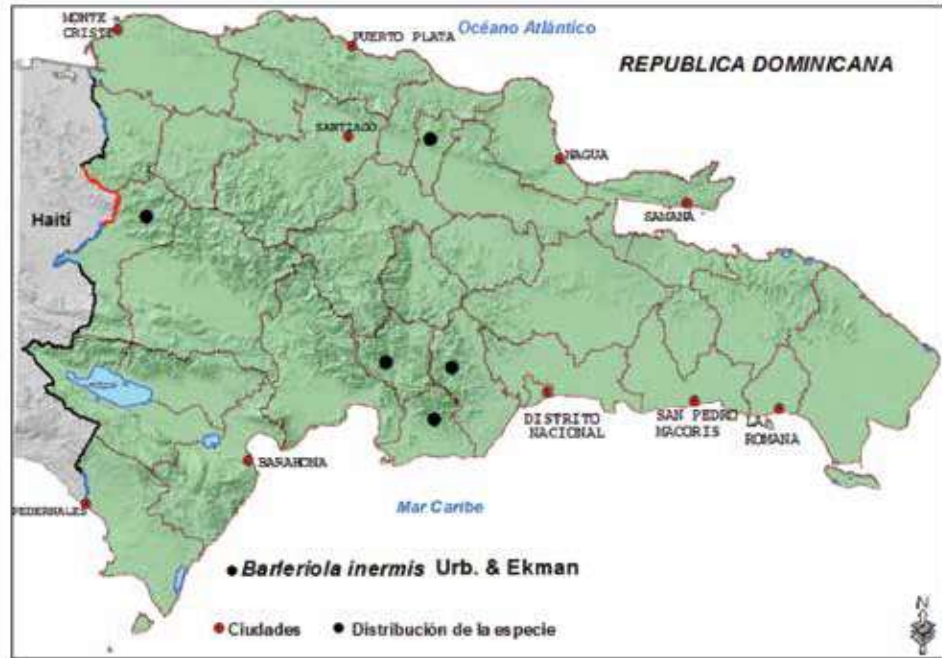 MONTE
CRISTI
PUERTO PLATA
Océano Atlántico
REPUBLICA DOMINICANA
SANTIAGO
NAGUA
SAMANA
Haití
DISTRITO
NACIONAL
SAN PEDRO
MACORIS
LA
ROMANA
BARAHONA
PEDERNALES
Mar Caribe
Barleriola inermis Urb. & Ekman
Ciudades
Distribución de la especie
N